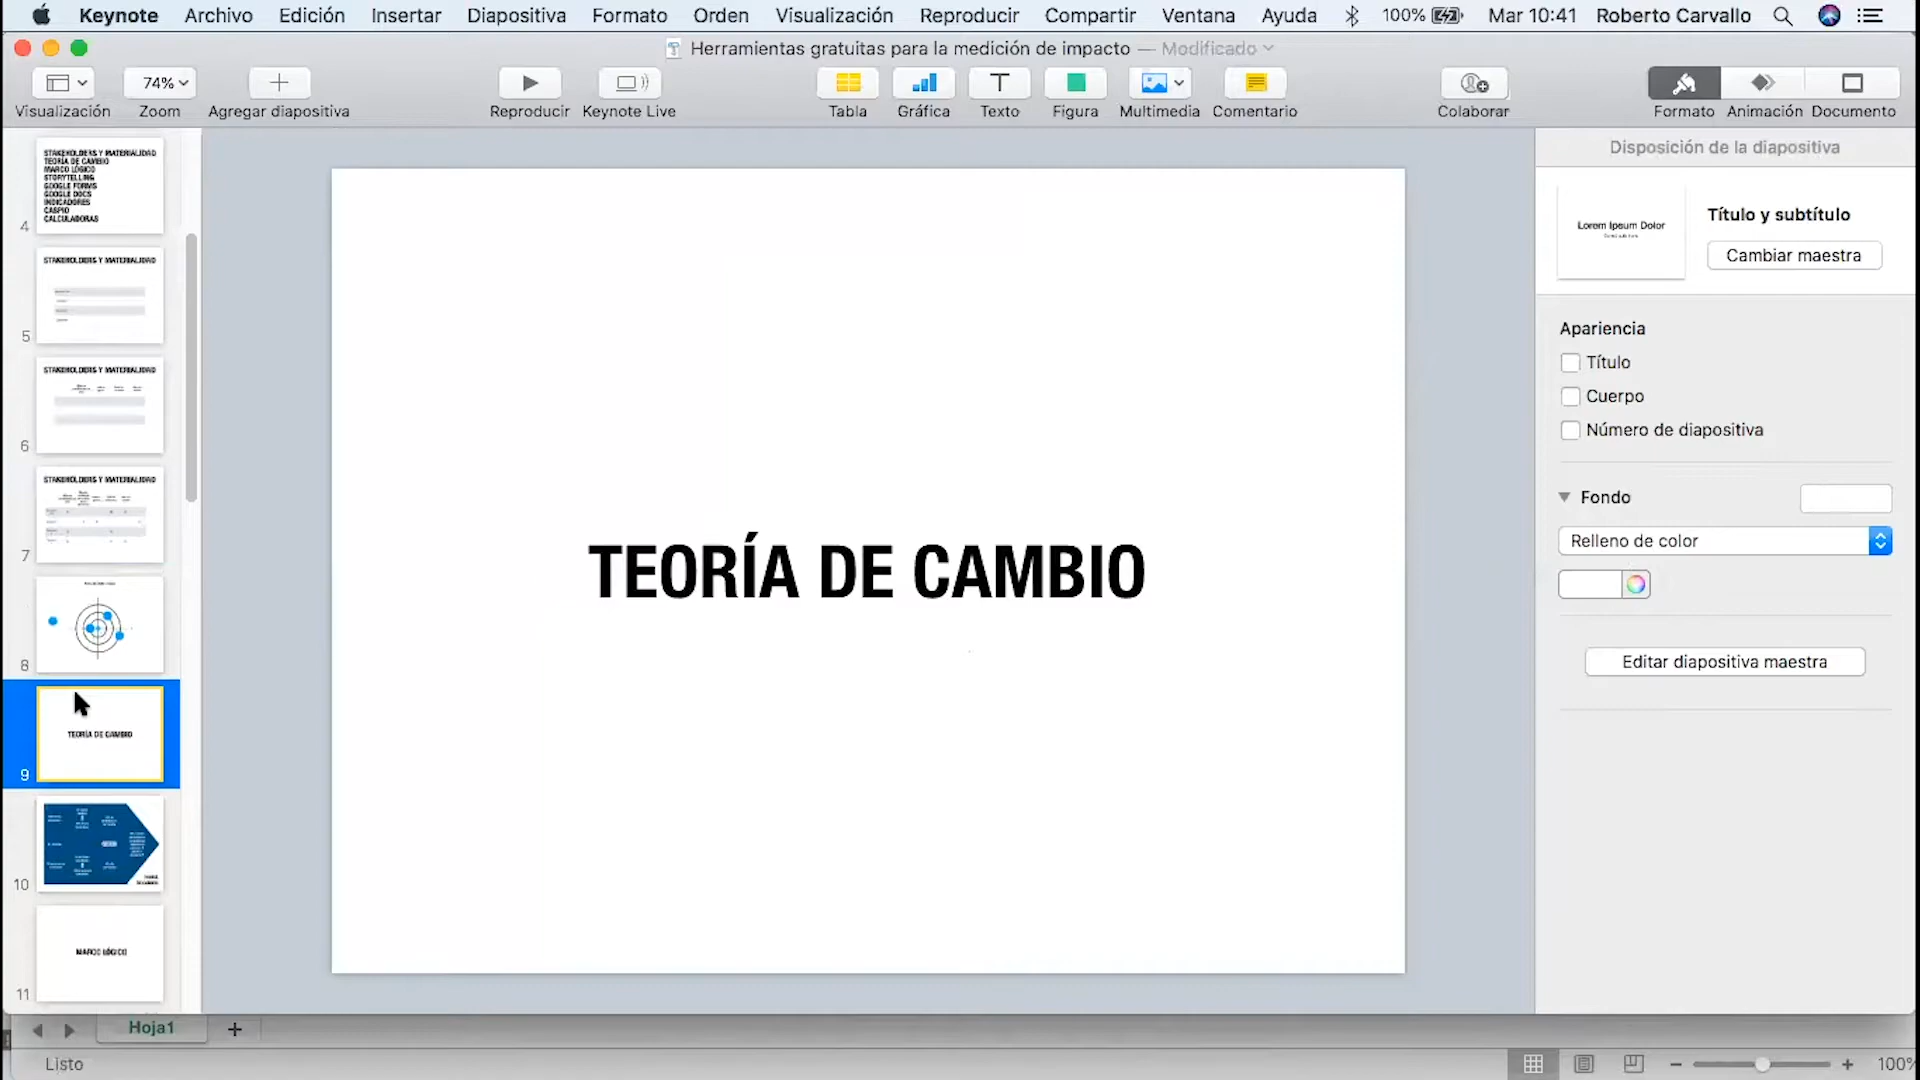 Keynote Archivo Edición Insertar Diapositiva Formato Orden Visualización Reproducir Compartir Ventana Ayuda 100% Mar 10:41 Roberto Carvallo
Herramientas gratuitas para la medición de impacto — Modificado
74%
Visualización Zoom Agregar diapositiva Reproducir Keynote Live Tabla Gráfica Texto Figura Multimedia Comentario Colaborar Formato Animación Documento
STAKEHOLDERS Y MATERIALIDAD
TEORÍA DE CAMBIO
MARCO LÓGICO
STORYTELLING
GOOGLE FORMS
GOOGLE DOCS
INDICADORES
CASPIO
CALCULADORAS
4
STAKEHOLDERS Y MATERIALIDAD
5
STAKEHOLDERS Y MATERIALIDAD
6
STAKEHOLDERS Y MATERIALIDAD
7
8
TEORÍA DE CAMBIO
9
10
MARCO LÓGICO
11
TEORÍA DE CAMBIO
Disposición de la diapositiva
Lorem Ipsum Dolor
Título y subtítulo
Cambiar maestra
Apariencia
Título
Cuerpo
Número de diapositiva
Fondo
Relleno de color
Editar diapositiva maestra
Hoja1
Listo
100%